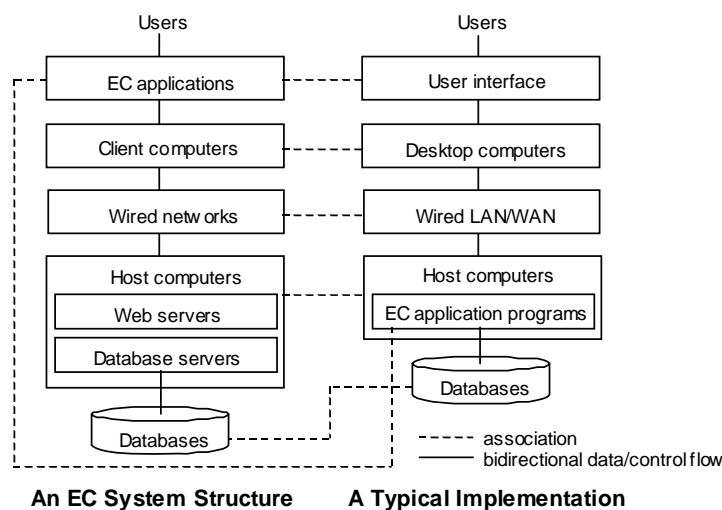 Users
EC applications
Client computers
Wired networks
Host computers
Web servers
Database servers
Databases
An EC System Structure
Users
User interface
Desktop computers
Wired LAN/WAN
Host computers
EC application programs
Databases
association
bidirectional data/control flow
A Typical Implementation